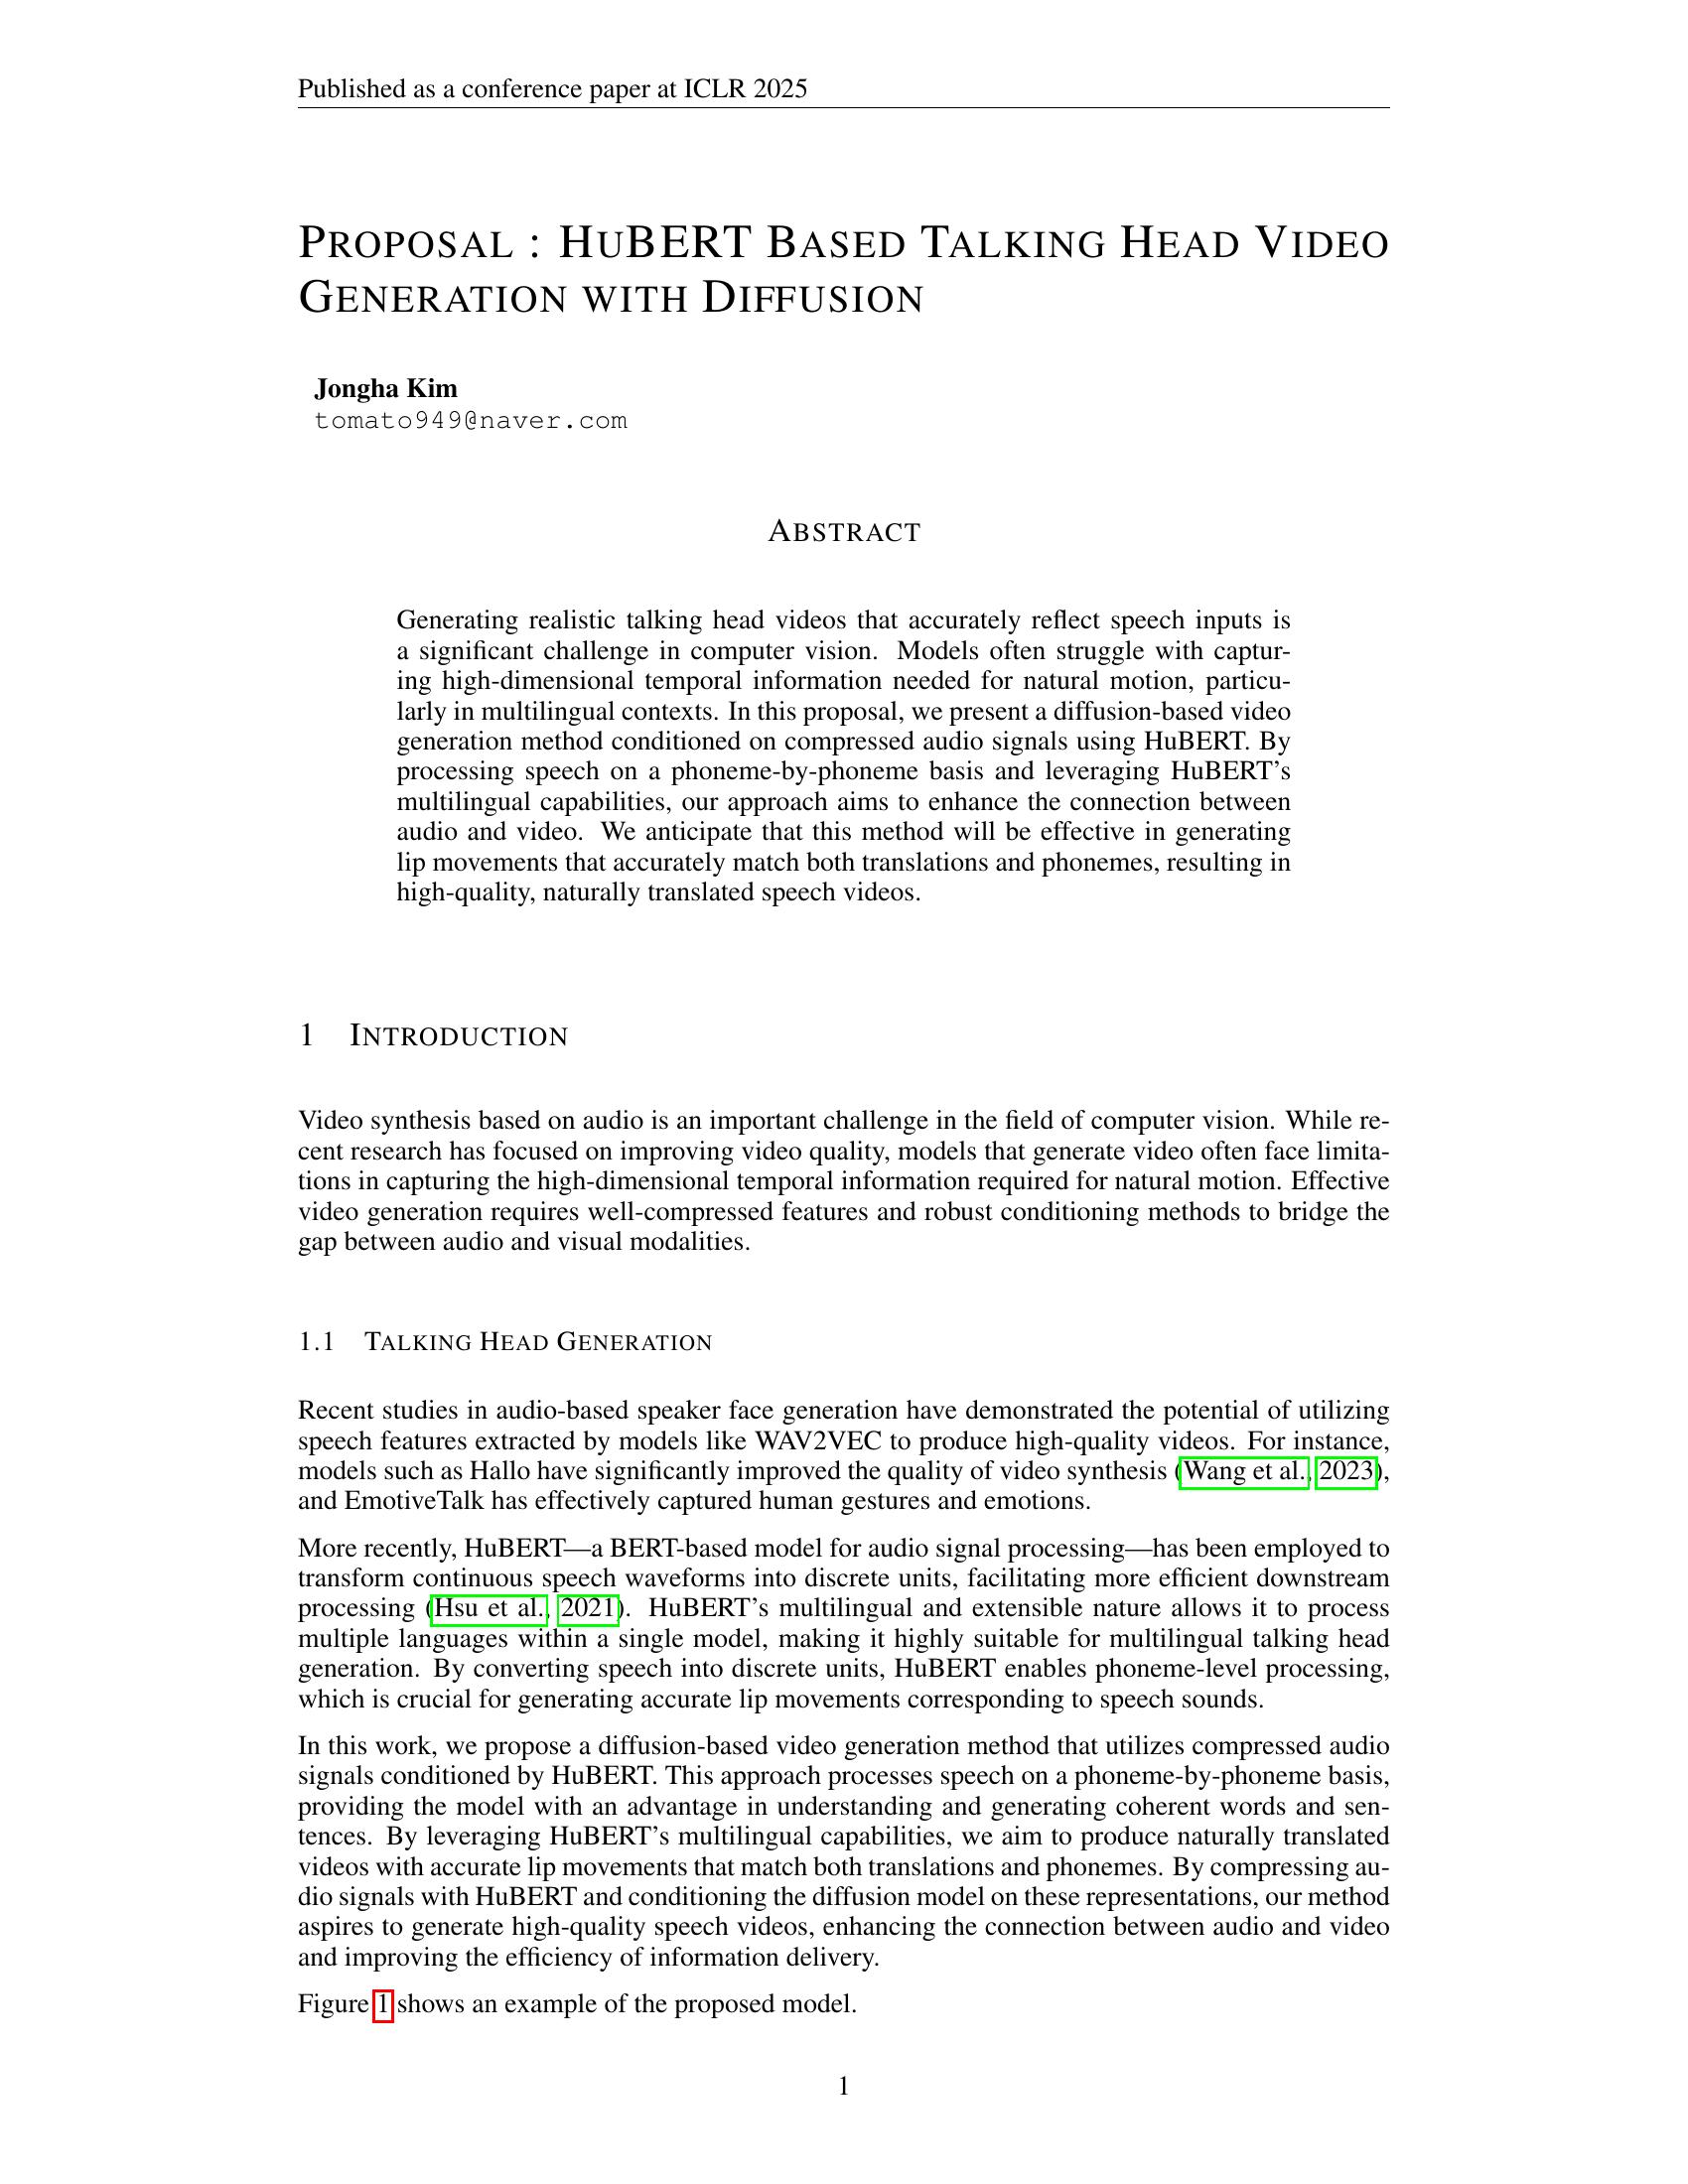 Published as a conference paper at ICLR 2025
PROPOSAL : HUBERT BASED TALKING HEAD VIDEO
GENERATION WITH DIFFUSION
Jongha Kim
tomato949@naver.com
ABSTRACT
Generating realistic talking head videos that accurately reflect speech inputs is
a significant challenge in computer vision. Models often struggle with captur-
ing high-dimensional temporal information needed for natural motion, particu-
larly in multilingual contexts. In this proposal, we present a diffusion-based video
generation method conditioned on compressed audio signals using HuBERT. By
processing speech on a phoneme-by-phoneme basis and leveraging HuBERT's
multilingual capabilities, our approach aims to enhance the connection between
audio and video. We anticipate that this method will be effective in generating
lip movements that accurately match both translations and phonemes, resulting in
high-quality, naturally translated speech videos.
1 INTRODUCTION
Video synthesis based on audio is an important challenge in the field of computer vision. While re-
cent research has focused on improving video quality, models that generate video often face limita-
tions in capturing the high-dimensional temporal information required for natural motion. Effective
video generation requires well-compressed features and robust conditioning methods to bridge the
gap between audio and visual modalities.
1.1 TALKING HEAD GENERATION
Recent studies in audio-based speaker face generation have demonstrated the potential of utilizing
speech features extracted by models like WAV2VEC to produce high-quality videos. For instance,
models such as Hallo have significantly improved the quality of video synthesis (Wang et al., 2023),
and EmotiveTalk has effectively captured human gestures and emotions.
More recently, HuBERT—a BERT-based model for audio signal processing—has been employed to
transform continuous speech waveforms into discrete units, facilitating more efficient downstream
processing (Hsu et al., 2021). HuBERT's multilingual and extensible nature allows it to process
multiple languages within a single model, making it highly suitable for multilingual talking head
generation. By converting speech into discrete units, HuBERT enables phoneme-level processing,
which is crucial for generating accurate lip movements corresponding to speech sounds.
In this work, we propose a diffusion-based video generation method that utilizes compressed audio
signals conditioned by HuBERT. This approach processes speech on a phoneme-by-phoneme basis,
providing the model with an advantage in understanding and generating coherent words and sen-
tences. By leveraging HuBERT's multilingual capabilities, we aim to produce naturally translated
videos with accurate lip movements that match both translations and phonemes. By compressing au-
dio signals with HuBERT and conditioning the diffusion model on these representations, our method
aspires to generate high-quality speech videos, enhancing the connection between audio and video
and improving the efficiency of information delivery.
Figure 1 shows an example of the proposed model.
1